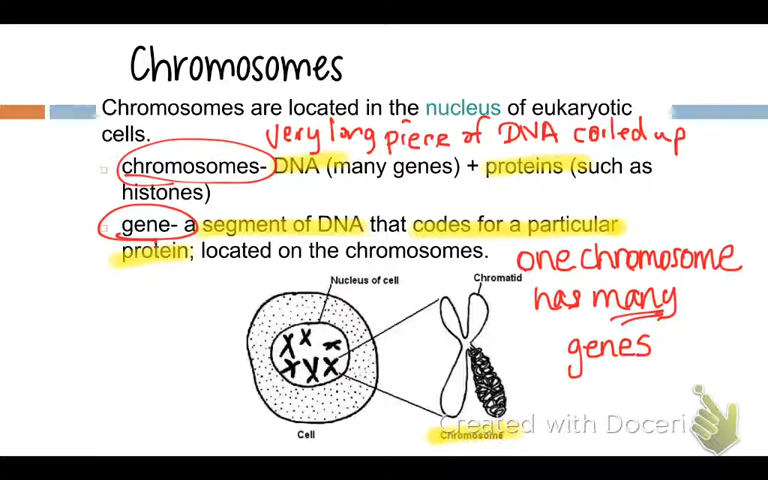 Chromosomes
Chromosomes are located in the nucleus of eukaryotic
cells.
very long piece of DNA coiled up
chromosomes- DNA (many genes) + proteins (such as
histones)
gene- a segment of DNA that codes for a particular
protein; located on the chromosomes.
one chromosome
has many
genes
Nucleus of cell
Chromatid
Cell
Chromosome
Created with Doceri